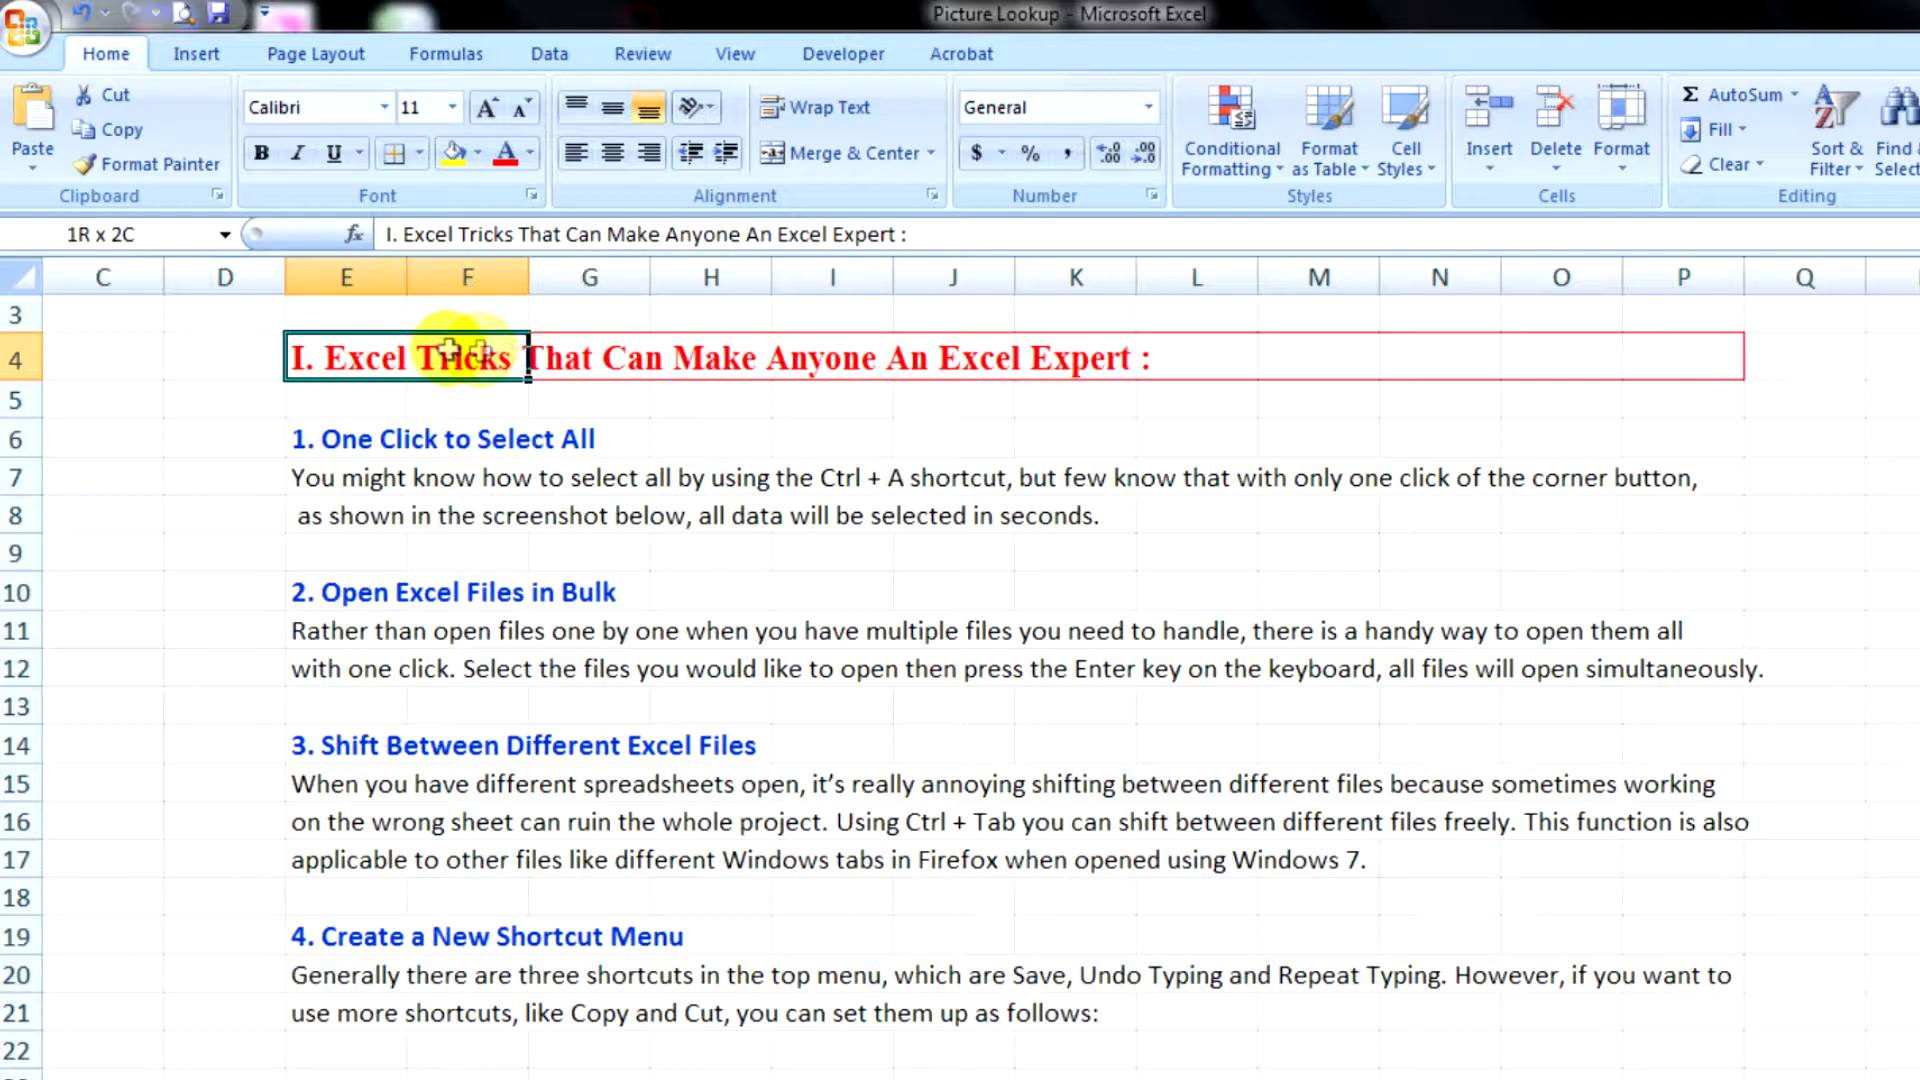 Picture Lookup - Microsoft Excel
Home Insert Page Layout Formulas Data Review View Developer Acrobat
Paste
Cut
Copy
Format Painter
Clipboard
Calibri 11 A A
B I U A
Font
Wrap Text
Merge & Center
Alignment
General
$ % , .0 .00 .00 .0
Number
Conditional Formatting
Format as Table
Cell Styles
Styles
Insert Delete Format
Cells
Σ AutoSum
Fill
Clear
Sort & Filter
Find & Select
Editing
1R x 2C fx I. Excel Tricks That Can Make Anyone An Excel Expert :
C D E F G H I J K L M N O P Q
3
4 I. Excel Tricks That Can Make Anyone An Excel Expert :
5
6 1. One Click to Select All
7 You might know how to select all by using the Ctrl + A shortcut, but few know that with only one click of the corner button,
8 as shown in the screenshot below, all data will be selected in seconds.
9
10 2. Open Excel Files in Bulk
11 Rather than open files one by one when you have multiple files you need to handle, there is a handy way to open them all
12 with one click. Select the files you would like to open then press the Enter key on the keyboard, all files will open simultaneously.
13
14 3. Shift Between Different Excel Files
15 When you have different spreadsheets open, it’s really annoying shifting between different files because sometimes working
16 on the wrong sheet can ruin the whole project. Using Ctrl + Tab you can shift between different files freely. This function is also
17 applicable to other files like different Windows tabs in Firefox when opened using Windows 7.
18
19 4. Create a New Shortcut Menu
20 Generally there are three shortcuts in the top menu, which are Save, Undo Typing and Repeat Typing. However, if you want to
21 use more shortcuts, like Copy and Cut, you can set them up as follows:
22